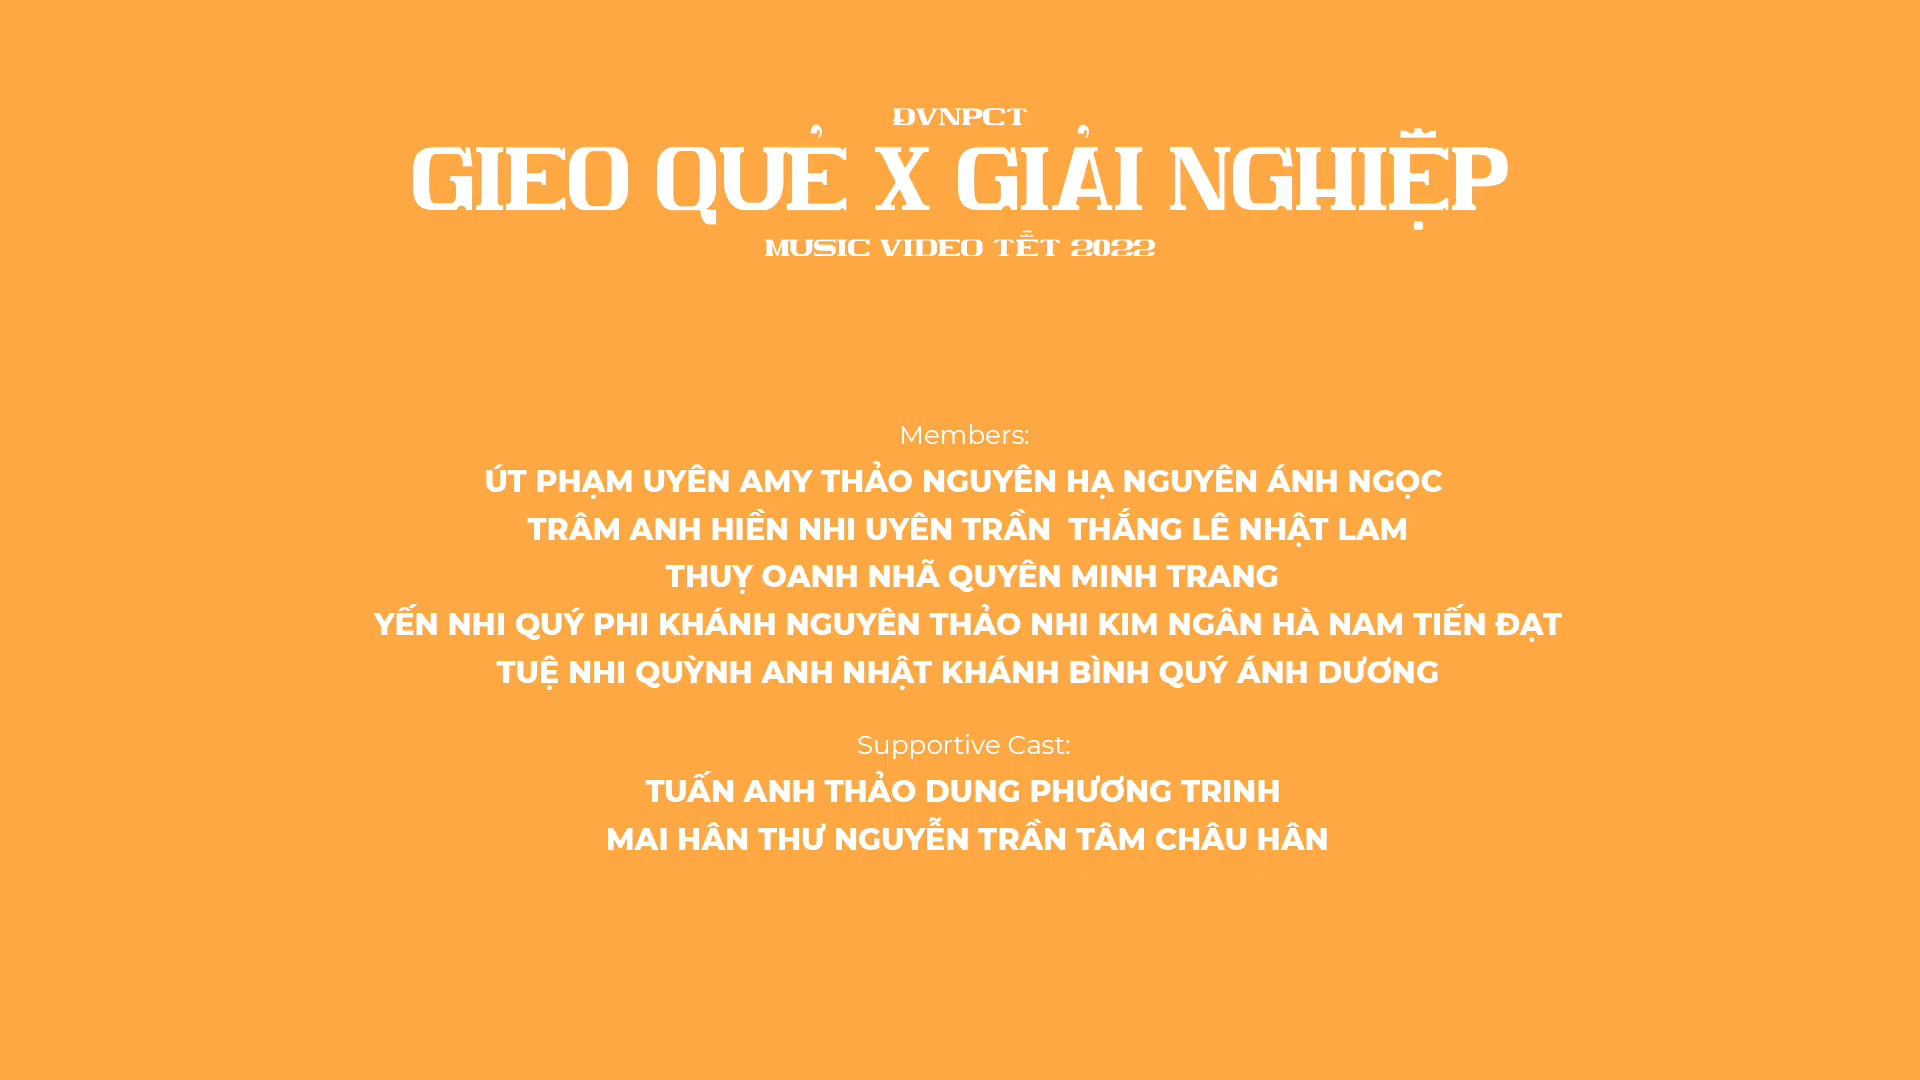 ĐVNPCT
GIEO QUẺ X GIẢI NGHIỆP
MUSIC VIDEO TẾT 2022
Members:
ÚT PHẠM UYÊN AMY THẢO NGUYÊN HẠ NGUYÊN ÁNH NGỌC
TRÂM ANH HIỀN NHI UYÊN TRẦN THẮNG LÊ NHẬT LAM
THUỴ OANH NHÃ QUYÊN MINH TRANG
YẾN NHI QUÝ PHI KHÁNH NGUYÊN THẢO NHI KIM NGÂN HÀ NAM TIẾN ĐẠT
TUỆ NHI QUỲNH ANH NHẬT KHÁNH BÌNH QUÝ ÁNH DƯƠNG
Supportive Cast:
TUẤN ANH THẢO DUNG PHƯƠNG TRINH
MAI HÂN THƯ NGUYỄN TRẦN TÂM CHÂU HÂN